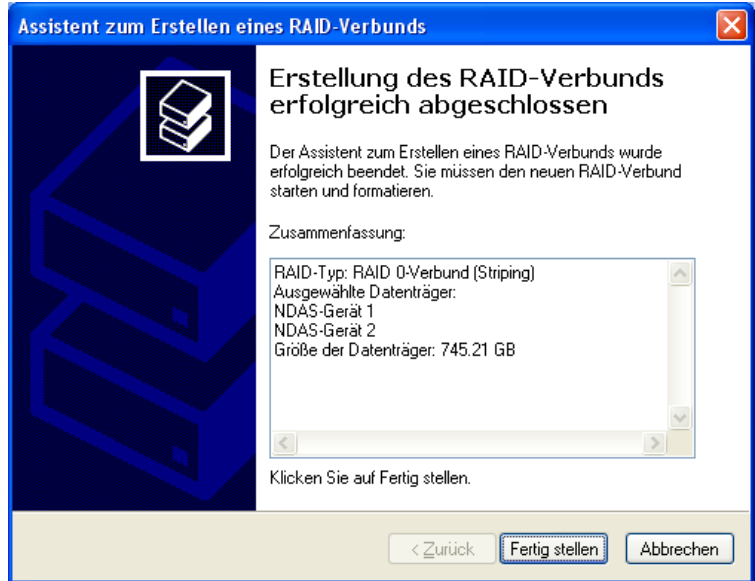 Assistent zum Erstellen eines RAID-Verbunds
Erstellung des RAID-Verbunds
erfolgreich abgeschlossen
Der Assistent zum Erstellen eines RAID-Verbunds wurde
erfolgreich beendet. Sie müssen den neuen RAID-Verbund
starten und formatieren.
Zusammenfassung:
RAID-Typ: RAID 0-Verbund (Striping)
Ausgewählte Datenträger:
NDAS-Gerät 1
NDAS-Gerät 2
Größe der Datenträger: 745.21 GB
Klicken Sie auf Fertig stellen.
< Zurück Fertig stellen Abbrechen